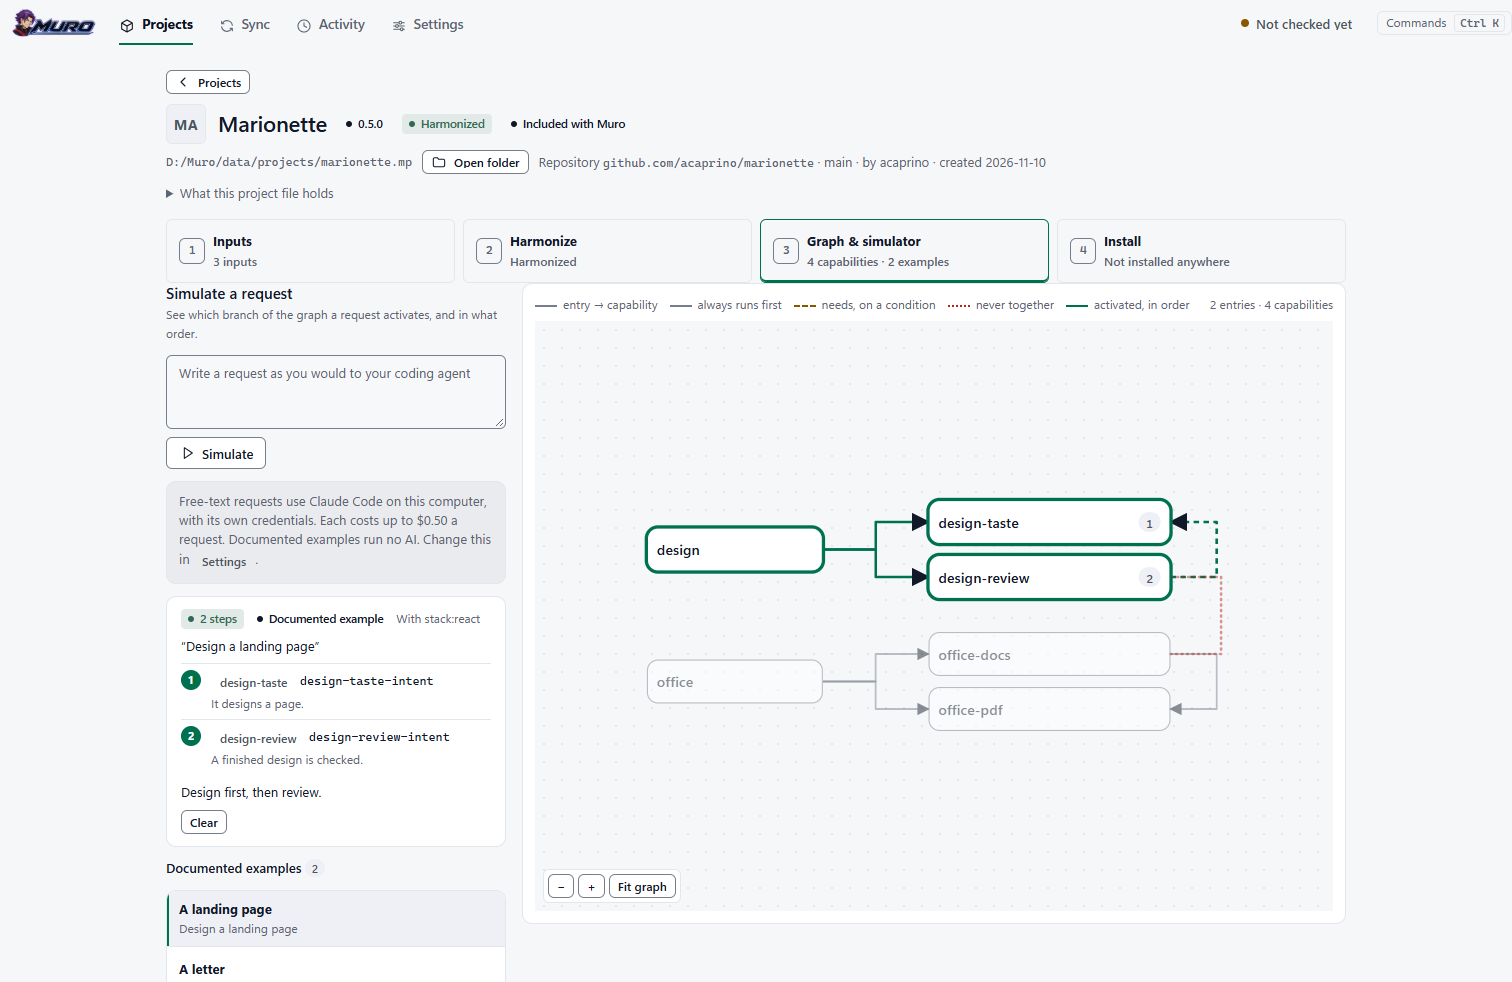 MURO
Projects
Sync
Activity
Settings
Not checked yet
Commands Ctrl K
Projects
MA
Marionette
0.5.0
Harmonized
Included with Muro
D:/Muro/data/projects/marionette.mp
Open folder
Repository github.com/acaprino/marionette · main · by acaprino · created 2026-11-10
What this project file holds
1
Inputs
3 inputs
2
Harmonize
Harmonized
3
Graph & simulator
4 capabilities · 2 examples
4
Install
Not installed anywhere
Simulate a request
See which branch of the graph a request activates, and in what
order.
Write a request as you would to your coding agent
Simulate
Free-text requests use Claude Code on this computer,
with its own credentials. Each costs up to $0.50 a
request. Documented examples run no AI. Change this
in Settings .
2 steps
Documented example
With stack:react
“Design a landing page”
1 design-taste design-taste-intent
It designs a page.
2 design-review design-review-intent
A finished design is checked.
Design first, then review.
Clear
Documented examples 2
A landing page
Design a landing page
A letter
entry → capability
always runs first
needs, on a condition
never together
activated, in order
2 entries · 4 capabilities
design
design-taste 1
design-review 2
office
office-docs
office-pdf
−
+
Fit graph